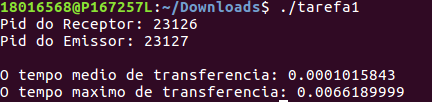 18016568@P167257L:~/Downloads$ ./tarefa1
Pid do Receptor: 23126
Pid do Emissor: 23127
O tempo medio de transferencia: 0.0001015843
O tempo maximo de transferencia: 0.0066189999